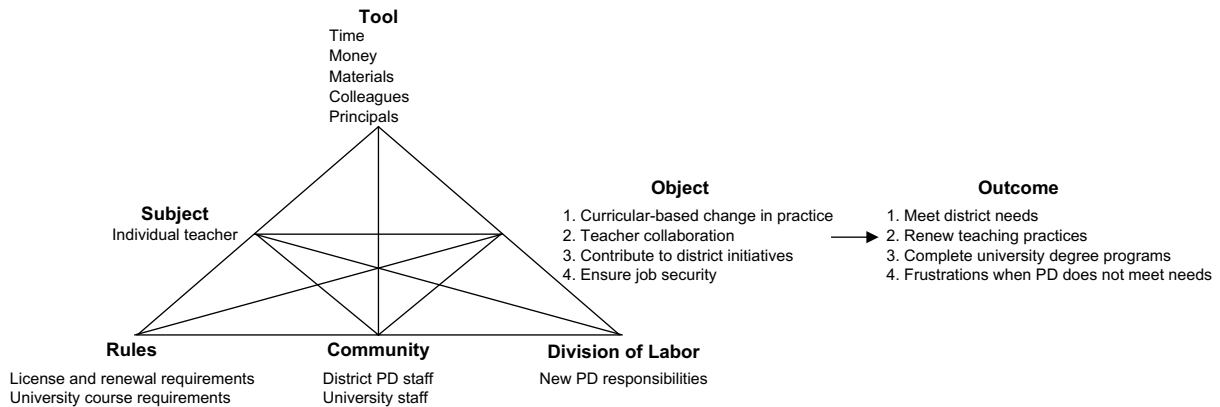 Tool
Time
Money
Materials
Colleagues
Principals
Subject
Individual teacher
Object
1. Curricular-based change in practice
2. Teacher collaboration
3. Contribute to district initiatives
4. Ensure job security
Outcome
1. Meet district needs
2. Renew teaching practices
3. Complete university degree programs
4. Frustrations when PD does not meet needs
Rules
License and renewal requirements
University course requirements
Community
District PD staff
University staff
Division of Labor
New PD responsibilities